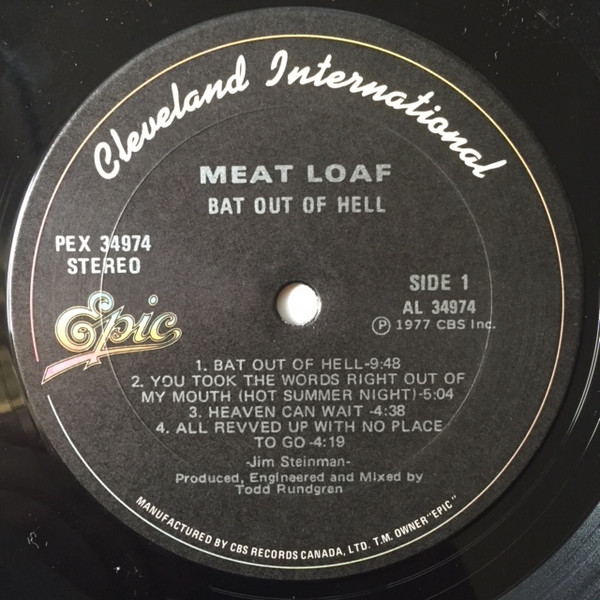 Cleveland International
MEAT LOAF
BAT OUT OF HELL
PEX 34974
STEREO
SIDE 1
AL 34974
Ⓟ 1977 CBS Inc.
Epic
1. BAT OUT OF HELL-9:48
2. YOU TOOK THE WORDS RIGHT OUT OF
MY MOUTH (HOT SUMMER NIGHT)-5:04
3. HEAVEN CAN WAIT -4:38
4. ALL REVVED UP WITH NO PLACE
TO GO-4:19
-Jim Steinman-
Produced, Engineered and Mixed by
Todd Rundgren
MANUFACTURED BY CBS RECORDS CANADA, LTD. T.M. OWNER "EPIC"